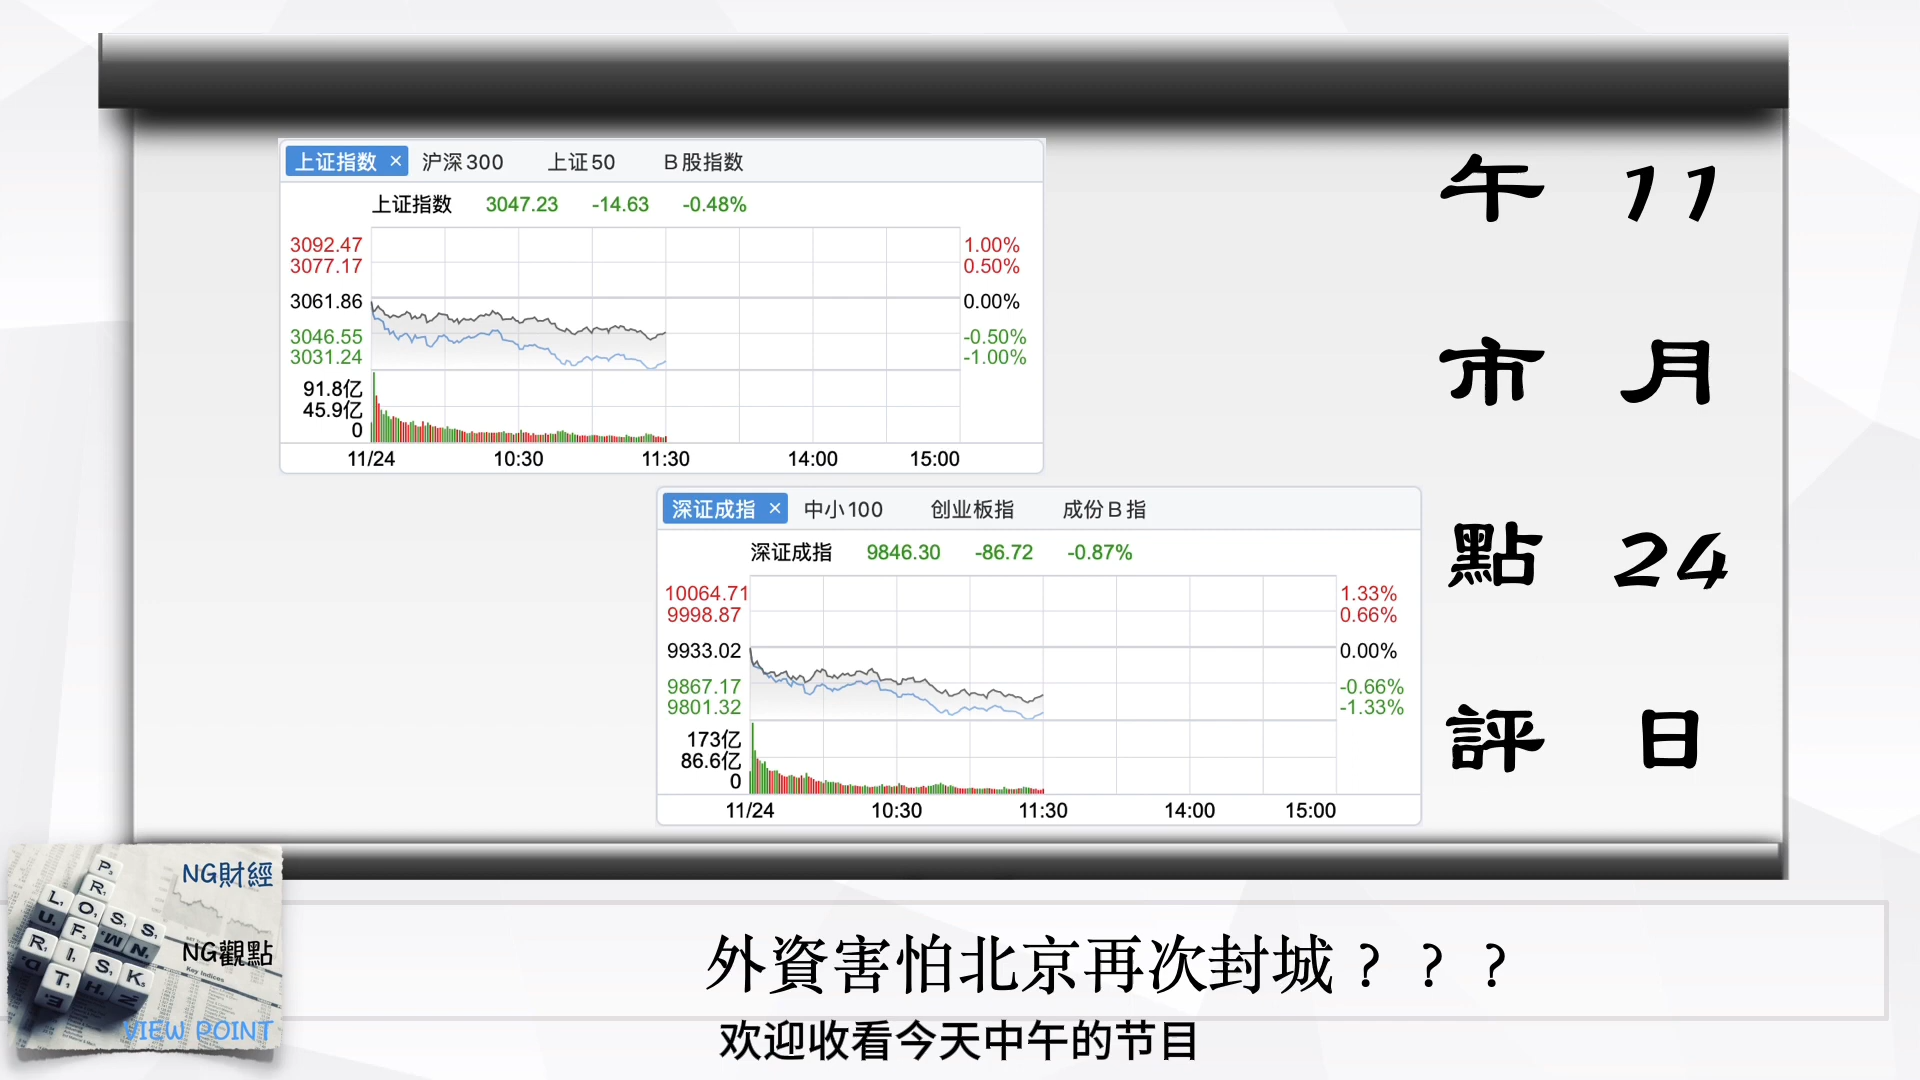 上证指数 × 沪深300 上证50 B股指数
上证指数 3047.23 -14.63 -0.48%
3092.47 1.00%
3077.17 0.50%
3061.86 0.00%
3046.55 -0.50%
3031.24 -1.00%
91.8亿
45.9亿
0
11/24 10:30 11:30 14:00 15:00
深证成指 × 中小100 创业板指 成份B指
深证成指 9846.30 -86.72 -0.87%
10064.71 1.33%
9998.87 0.66%
9933.02 0.00%
9867.17 -0.66%
9801.32 -1.33%
173亿
86.6亿
0
11/24 10:30 11:30 14:00 15:00
11月24日
午市點評
NG財經
NG觀點
Key Indices
VIEW POINT
外資害怕北京再次封城？？？
欢迎收看今天中午的节目